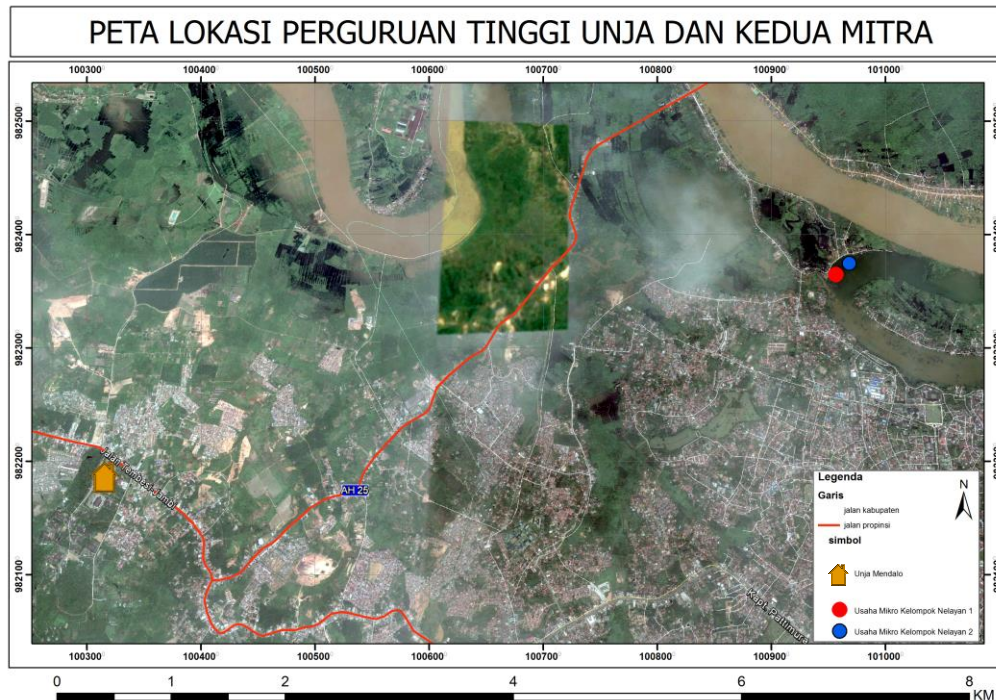 PETA LOKASI PERGURUAN TINGGI UNJA DAN KEDUA MITRA
100300 100400 100500 100600 100700 100800 100900 101000
982500
982400
982300
982200
982100
AH 25
Kapt. Pattimura
Legenda
Garis
jalan kabupaten
jalan propinsi
simbol
Unja Mendalo
Usaha Mikro Kelompok Nelayan 1
Usaha Mikro Kelompok Nelayan 2
N
100300 100400 100500 100600 100700 100800 100900 101000
0 1 2 4 6 8
KM